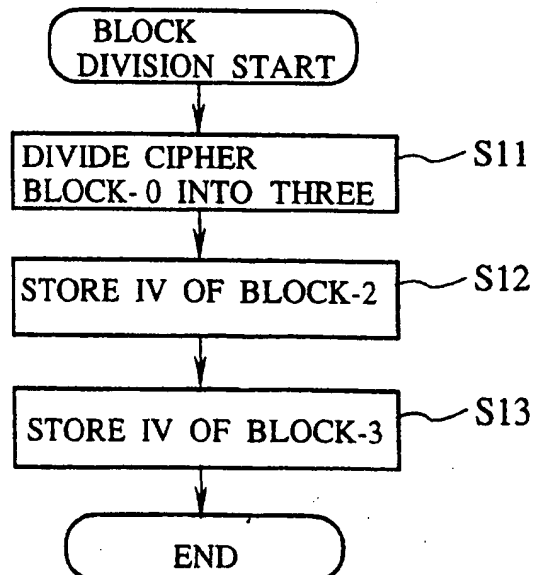 BLOCK
DIVISION START
DIVIDE CIPHER
BLOCK-0 INTO THREE
S11
STORE IV OF BLOCK-2
S12
STORE IV OF BLOCK-3
S13
END